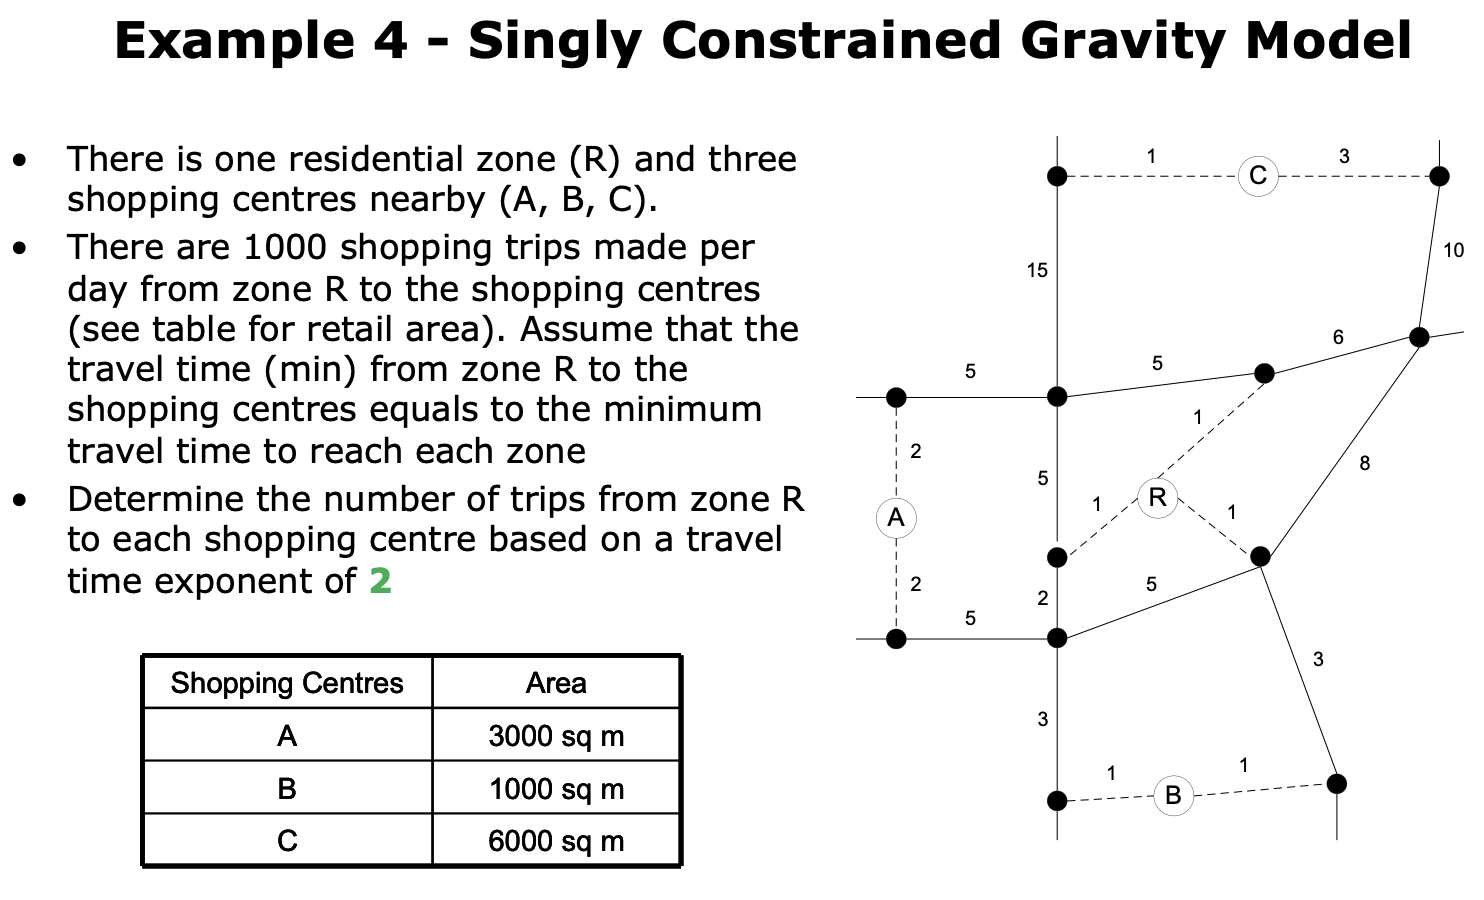 Example 4 - Singly Constrained Gravity Model
• There is one residential zone (R) and three
shopping centres nearby (A, B, C).
• There are 1000 shopping trips made per
day from zone R to the shopping centres
(see table for retail area). Assume that the
travel time (min) from zone R to the
shopping centres equals to the minimum
travel time to reach each zone
• Determine the number of trips from zone R
to each shopping centre based on a travel
time exponent of 2
Shopping Centres Area
A 3000 sq m
B 1000 sq m
C 6000 sq m
1 3
C
10
15
6
5 5
1
2
8
5
1 R 1
A
2
2 5
5
3
3
1 1
B